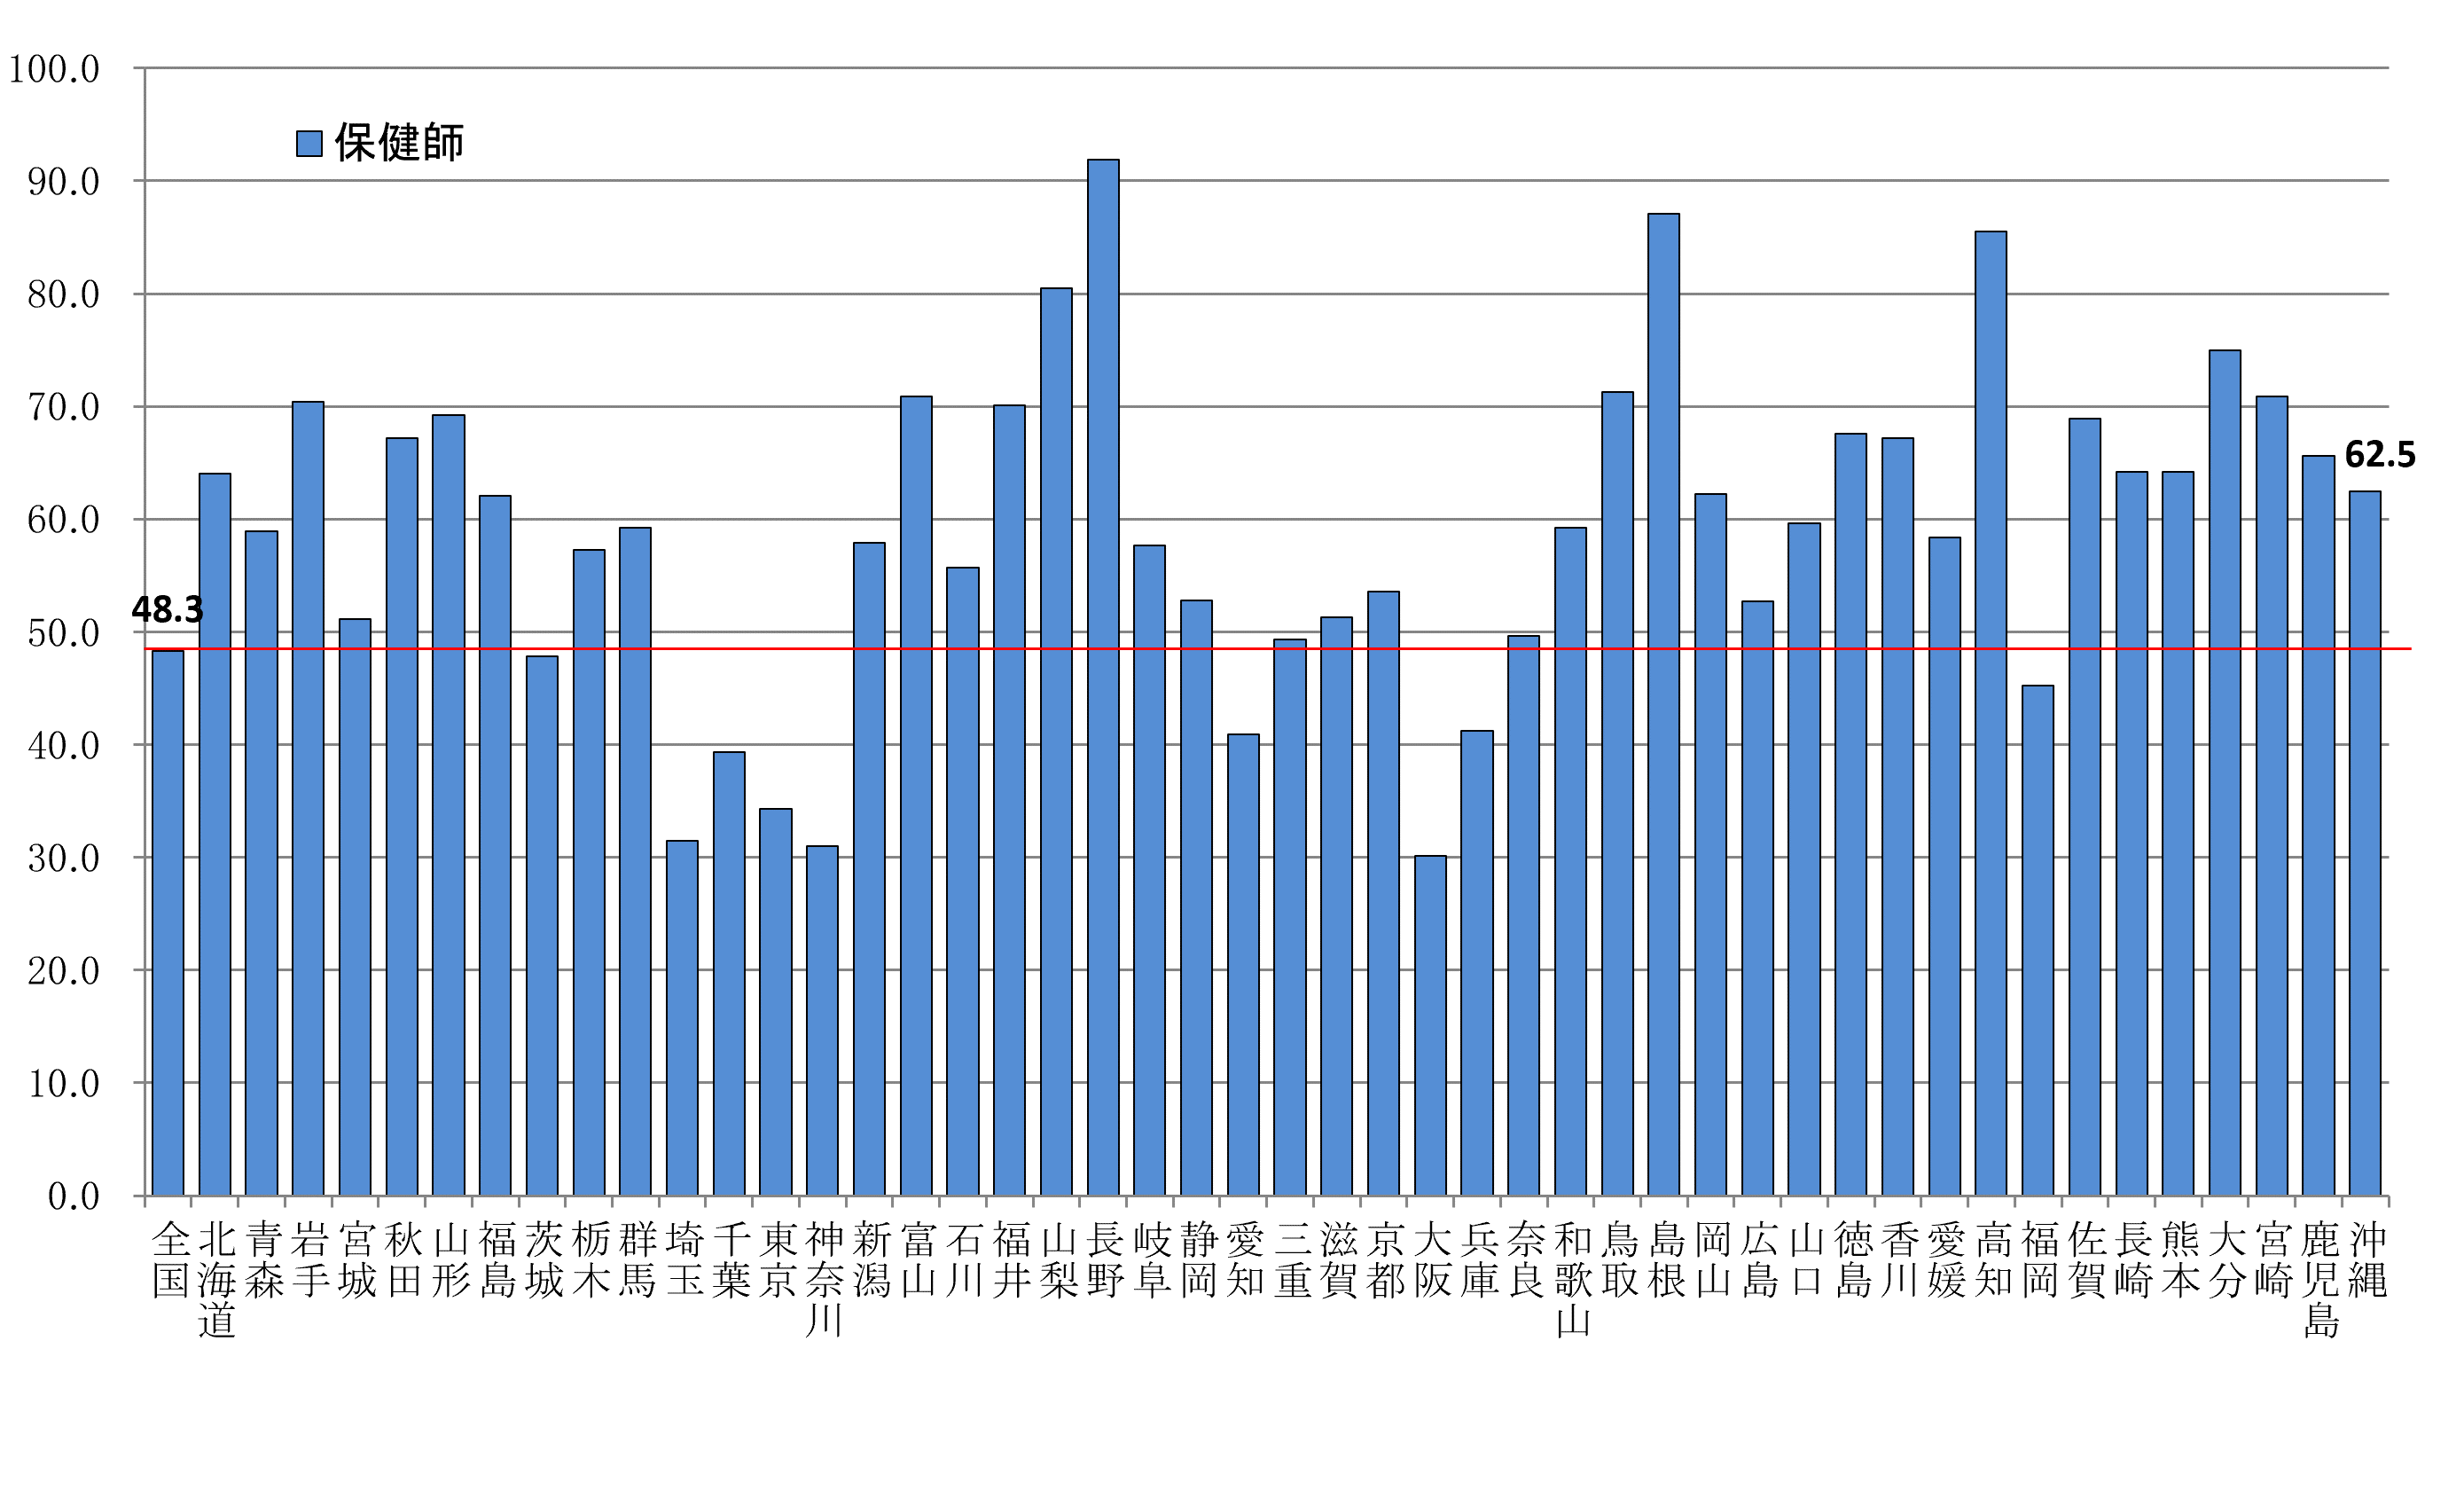 100.0
90.0
80.0
70.0
60.0
50.0
40.0
30.0
20.0
10.0
0.0
保健師
48.3
62.5
全国
北海道
青森
岩手
宮城
秋田
山形
福島
茨城
栃木
群馬
埼玉
千葉
東京
神奈川
新潟
富山
石川
福井
山梨
長野
岐阜
静岡
愛知
三重
滋賀
京都
大阪
兵庫
奈良
和歌山
鳥取
島根
岡山
広島
山口
徳島
香川
愛媛
高知
福岡
佐賀
長崎
熊本
大分
宮崎
鹿児島
沖縄